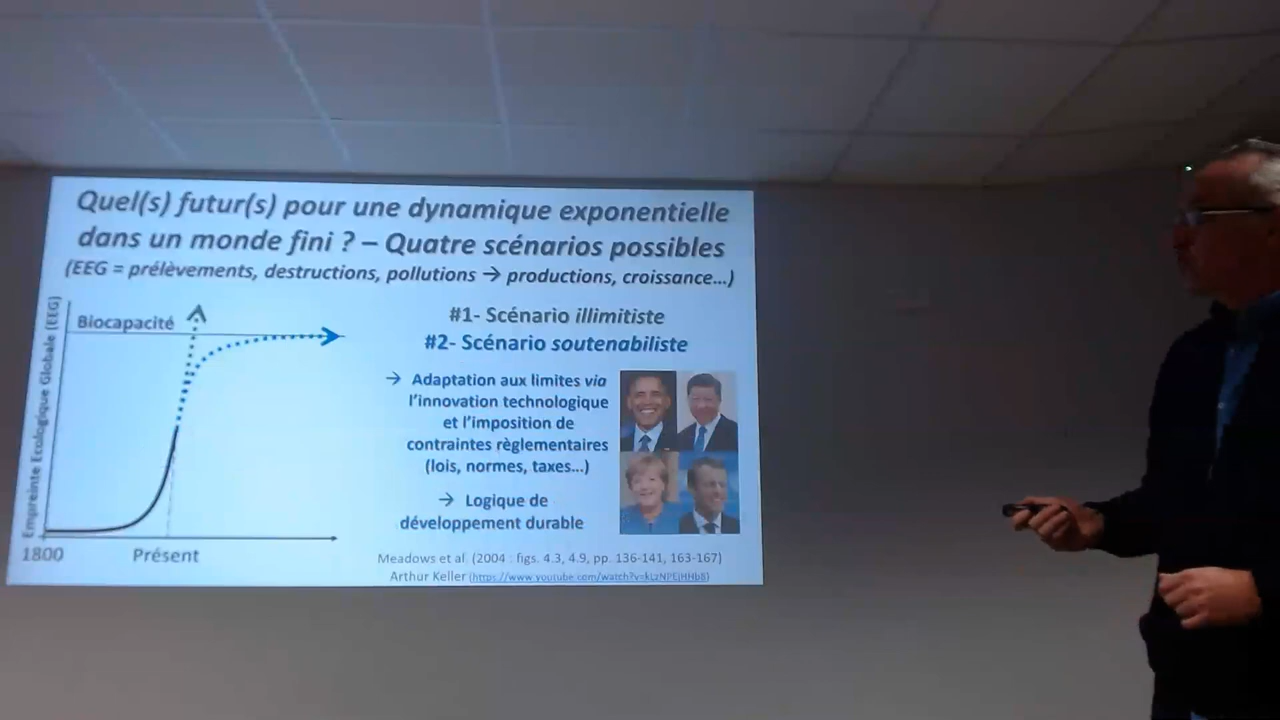 Quel(s) futur(s) pour une dynamique exponentielle
dans un monde fini ? – Quatre scénarios possibles
(EEG = prélèvements, destructions, pollutions → productions, croissance...)
Empreinte Ecologique Globale (EEG)
Biocapacité
1800
Présent
#1- Scénario illimitiste
#2- Scénario soutenabiliste
→ Adaptation aux limites via
l'innovation technologique
et l'imposition de
contraintes règlementaires
(lois, normes, taxes...)
→ Logique de
développement durable
Meadows et al. (2004 : figs. 4.3, 4.9, pp. 136-141, 163-167)
Arthur Keller (https://www.youtube.com/watch?v=